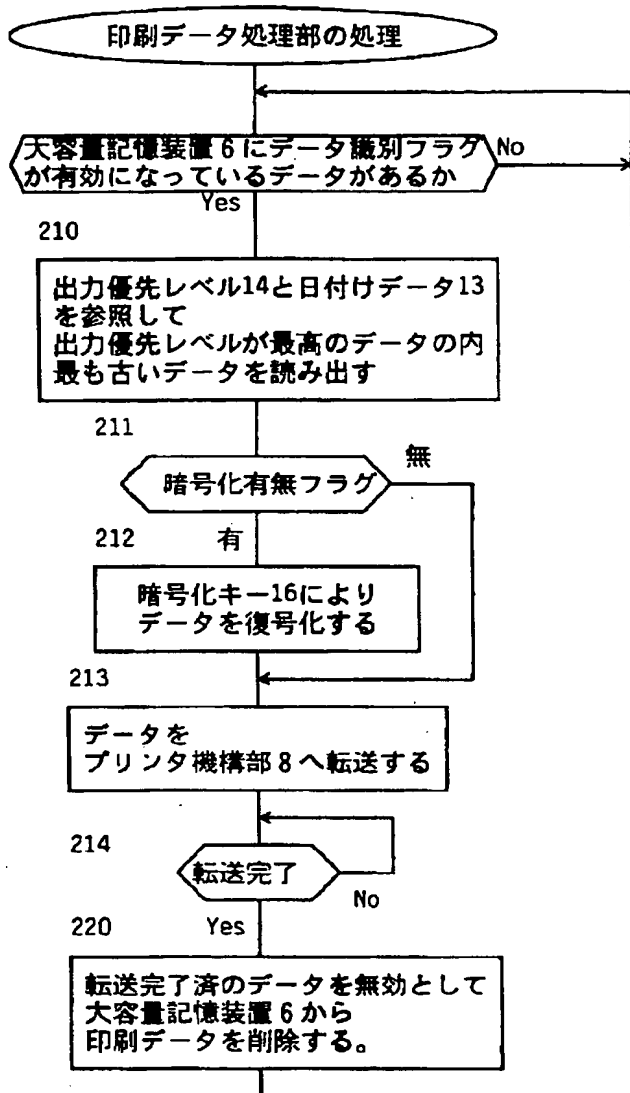 印刷データ処理部の処理
大容量記憶装置6にデータ識別フラグ
が有効になっているデータがあるか
No
Yes
210
出力優先レベル14と日付けデータ13
を参照して
出力優先レベルが最高のデータの内
最も古いデータを読み出す
211
暗号化有無フラグ
無
212
有
暗号化キー16により
データを復号化する
213
データを
プリンタ機構部8へ転送する
214
転送完了
No
220
Yes
転送完了済のデータを無効として
大容量記憶装置6から
印刷データを削除する。